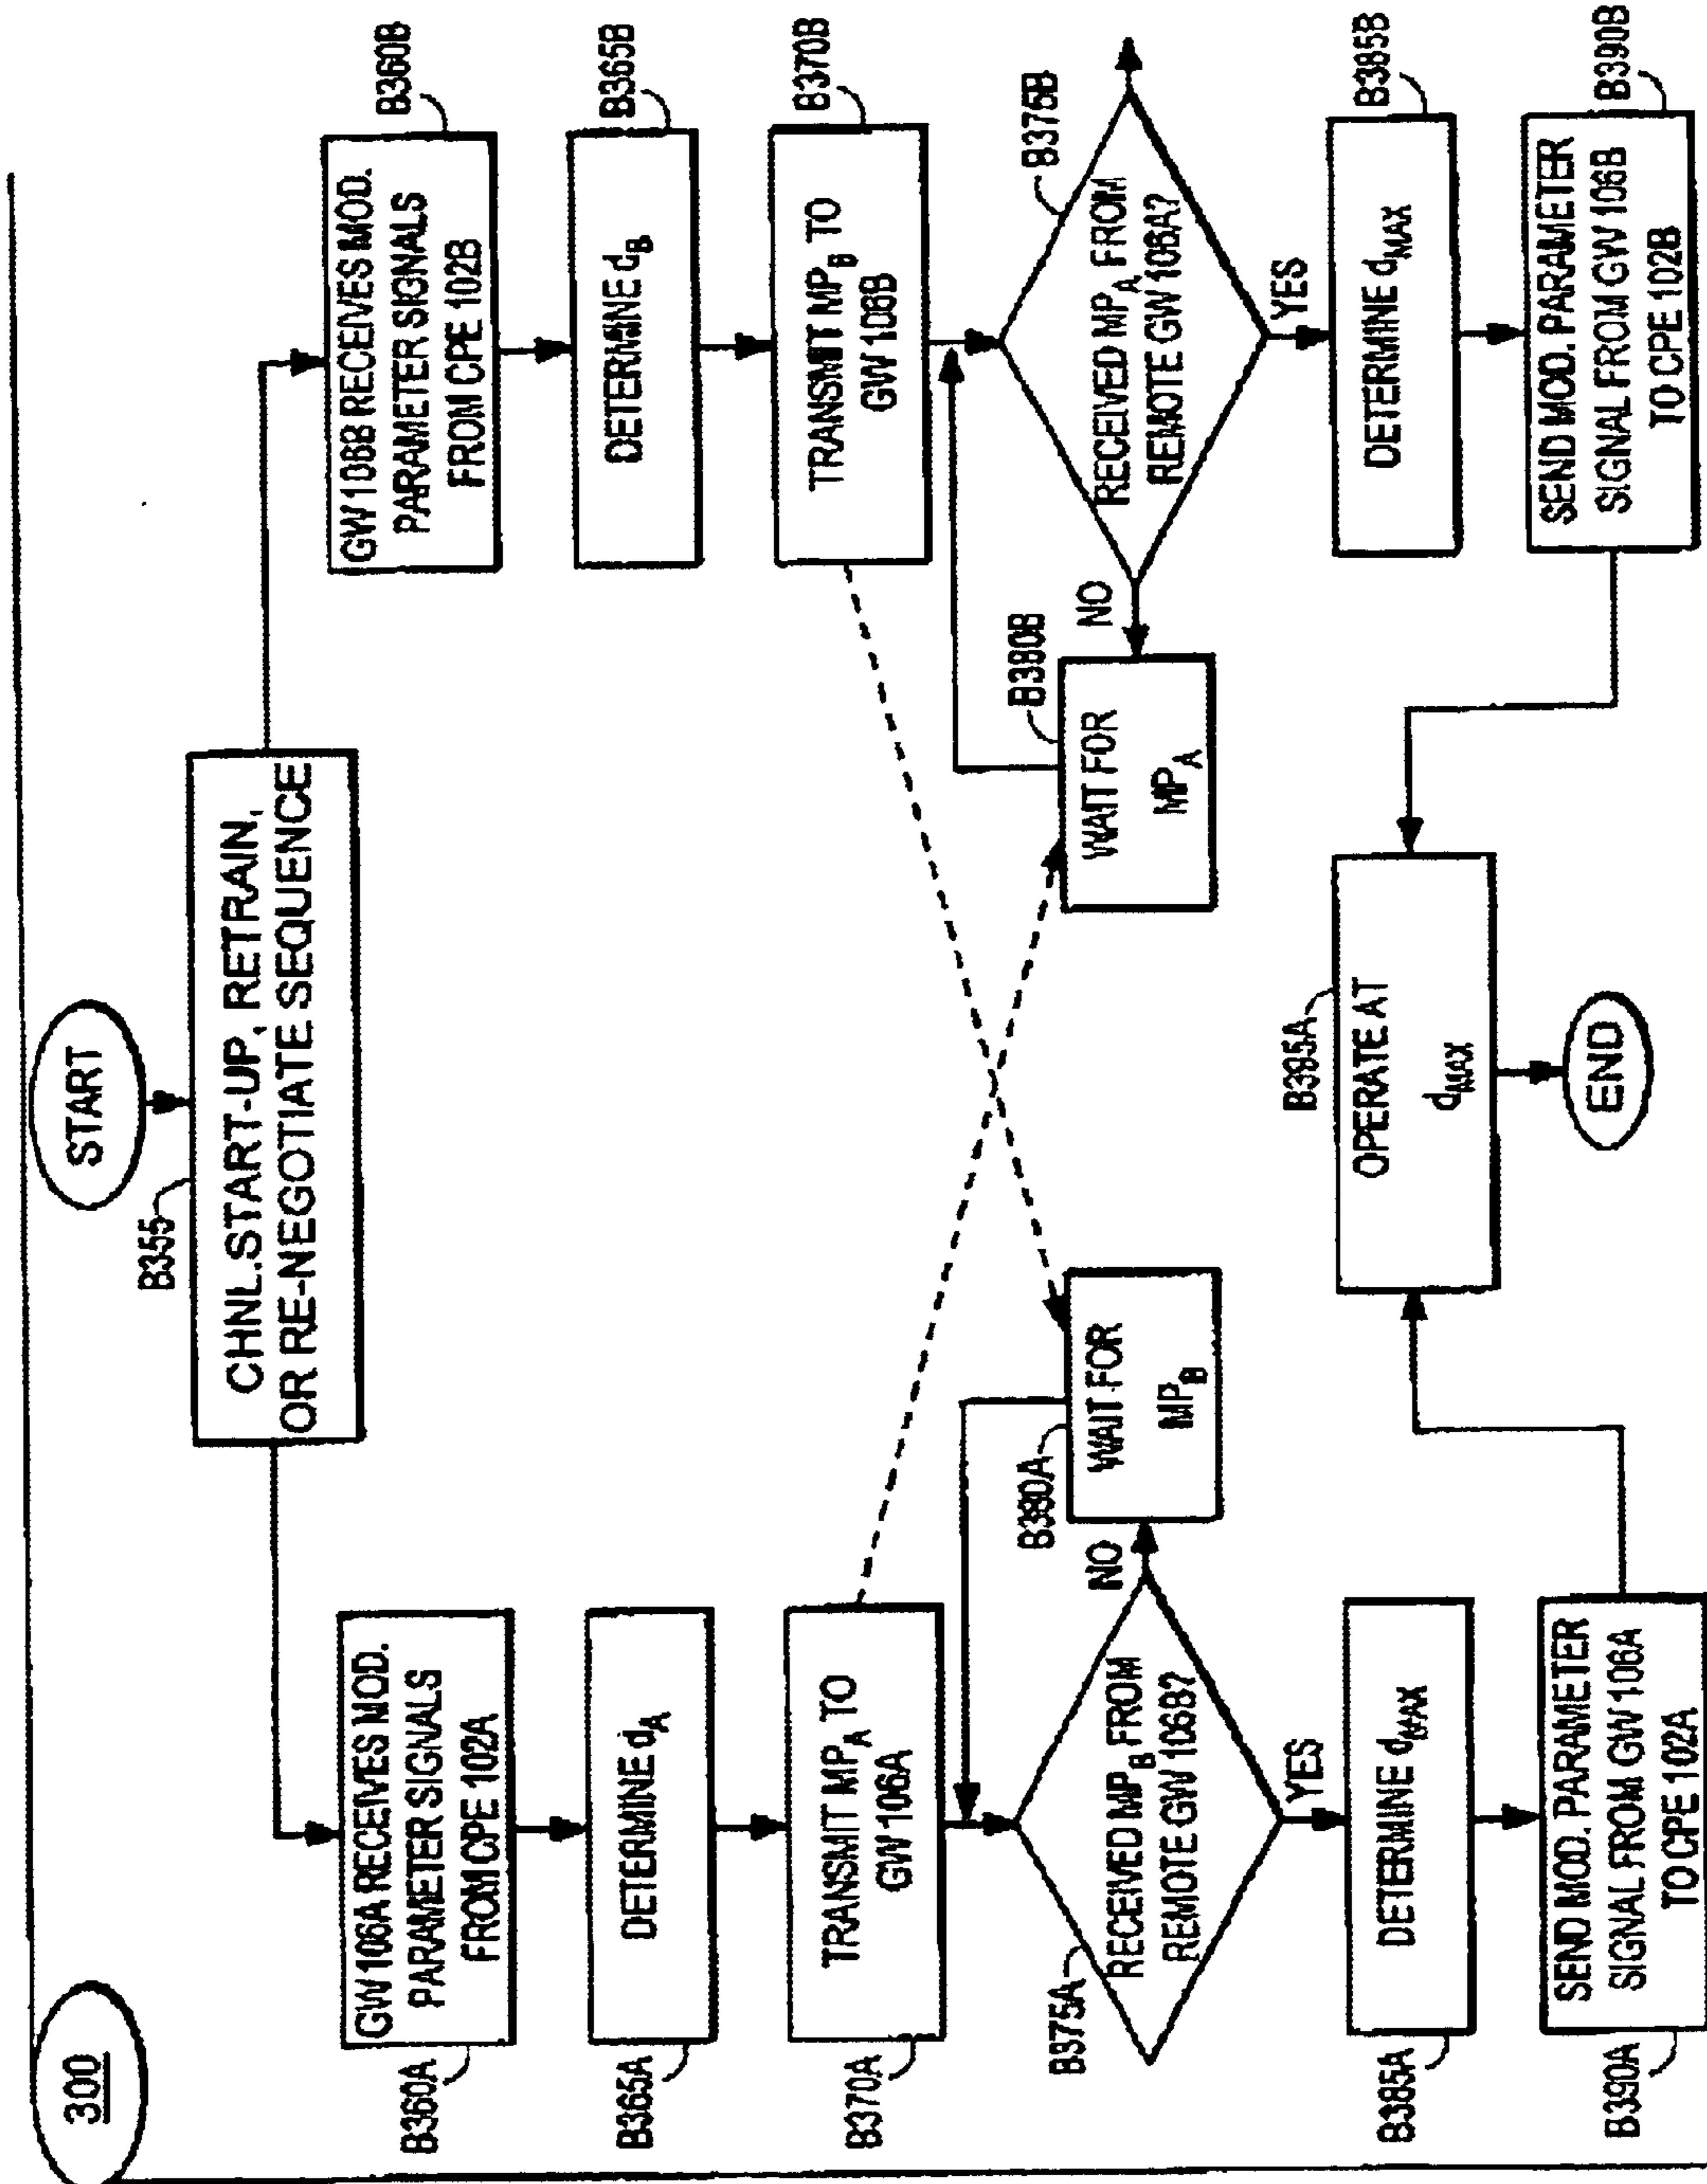 300
START
B355
CHNL.START-UP, RETRAIN,
OR RE-NEGOTIATE SEQUENCE
B360A
GW 106A RECEIVES MOD.
PARAMETER SIGNALS
FROM CPE 102A
B360B
GW 106B RECEIVES MOD.
PARAMETER SIGNALS
FROM CPE 102B
B365A
DETERMINE dA
B365B
DETERMINE dB
B370A
TRANSMIT MPA TO
GW 106A
B370B
TRANSMIT MPB TO
GW 106B
B375A
RECEIVED MPB FROM
REMOTE GW 106B?
NO
YES
B380A
WAIT FOR
MPB
B380B
WAIT FOR
MPA
B375B
RECEIVED MPA FROM
REMOTE GW 106A?
NO
YES
B385A
DETERMINE dMAX
B385B
DETERMINE dMAX
B390A
SEND MOD. PARAMETER
SIGNAL FROM GW 106A
TO CPE 102A
B395A
OPERATE AT
dMAX
B390B
SEND MOD. PARAMETER
SIGNAL FROM GW 106B
TO CPE 102B
END